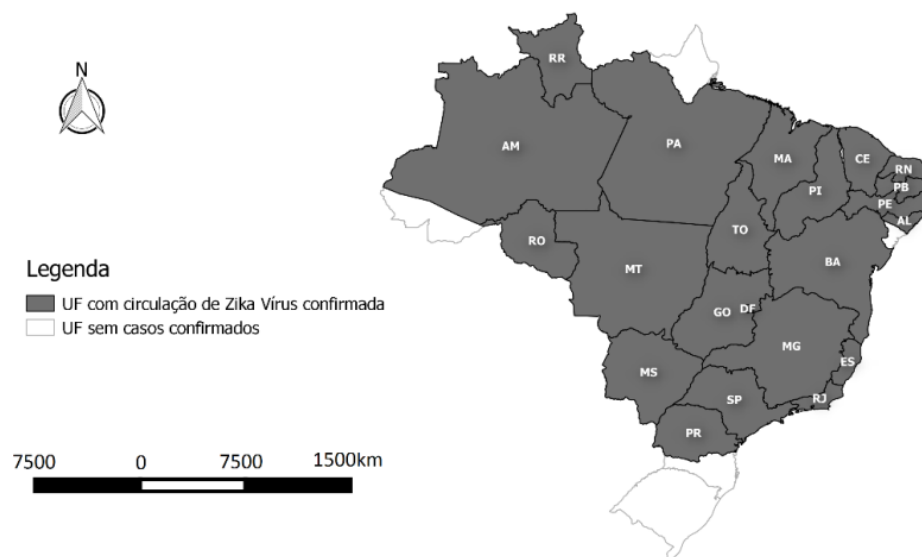 N
RR
AM
PA
MA
CE
RN
PB
PE
AL
PI
TO
RO
MT
BA
GO
DF
MG
ES
MS
SP
RJ
PR
Legenda
UF com circulação de Zika Vírus confirmada
UF sem casos confirmados
7500 0 7500 1500km